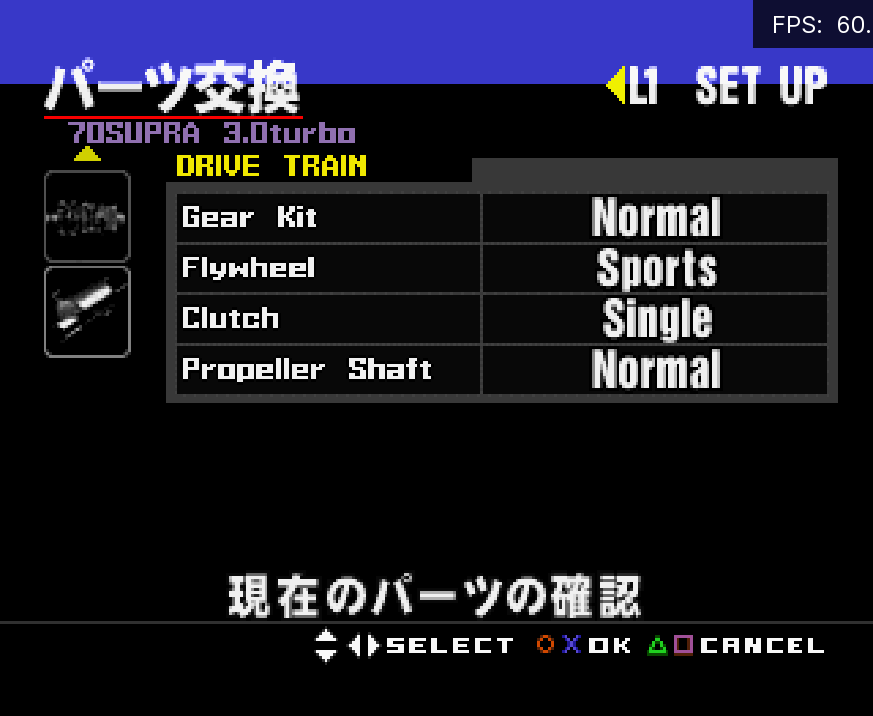 FPS: 60.
パーツ交換
L1 SET UP
70SUPRA 3.0turbo
DRIVE TRAIN
Gear Kit Normal
Flywheel Sports
Clutch Single
Propeller Shaft Normal
現在のパーツの確認
SELECT OK CANCEL